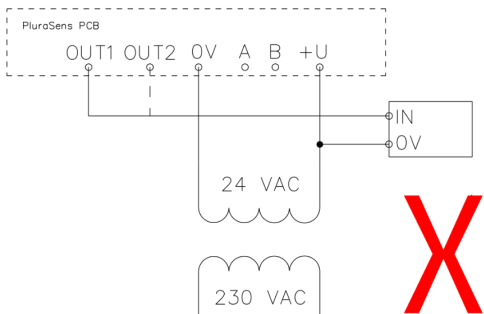 PluraSens PCB
OUT1 OUT2 0V A B +U
IN
0V
24 VAC
X
230 VAC